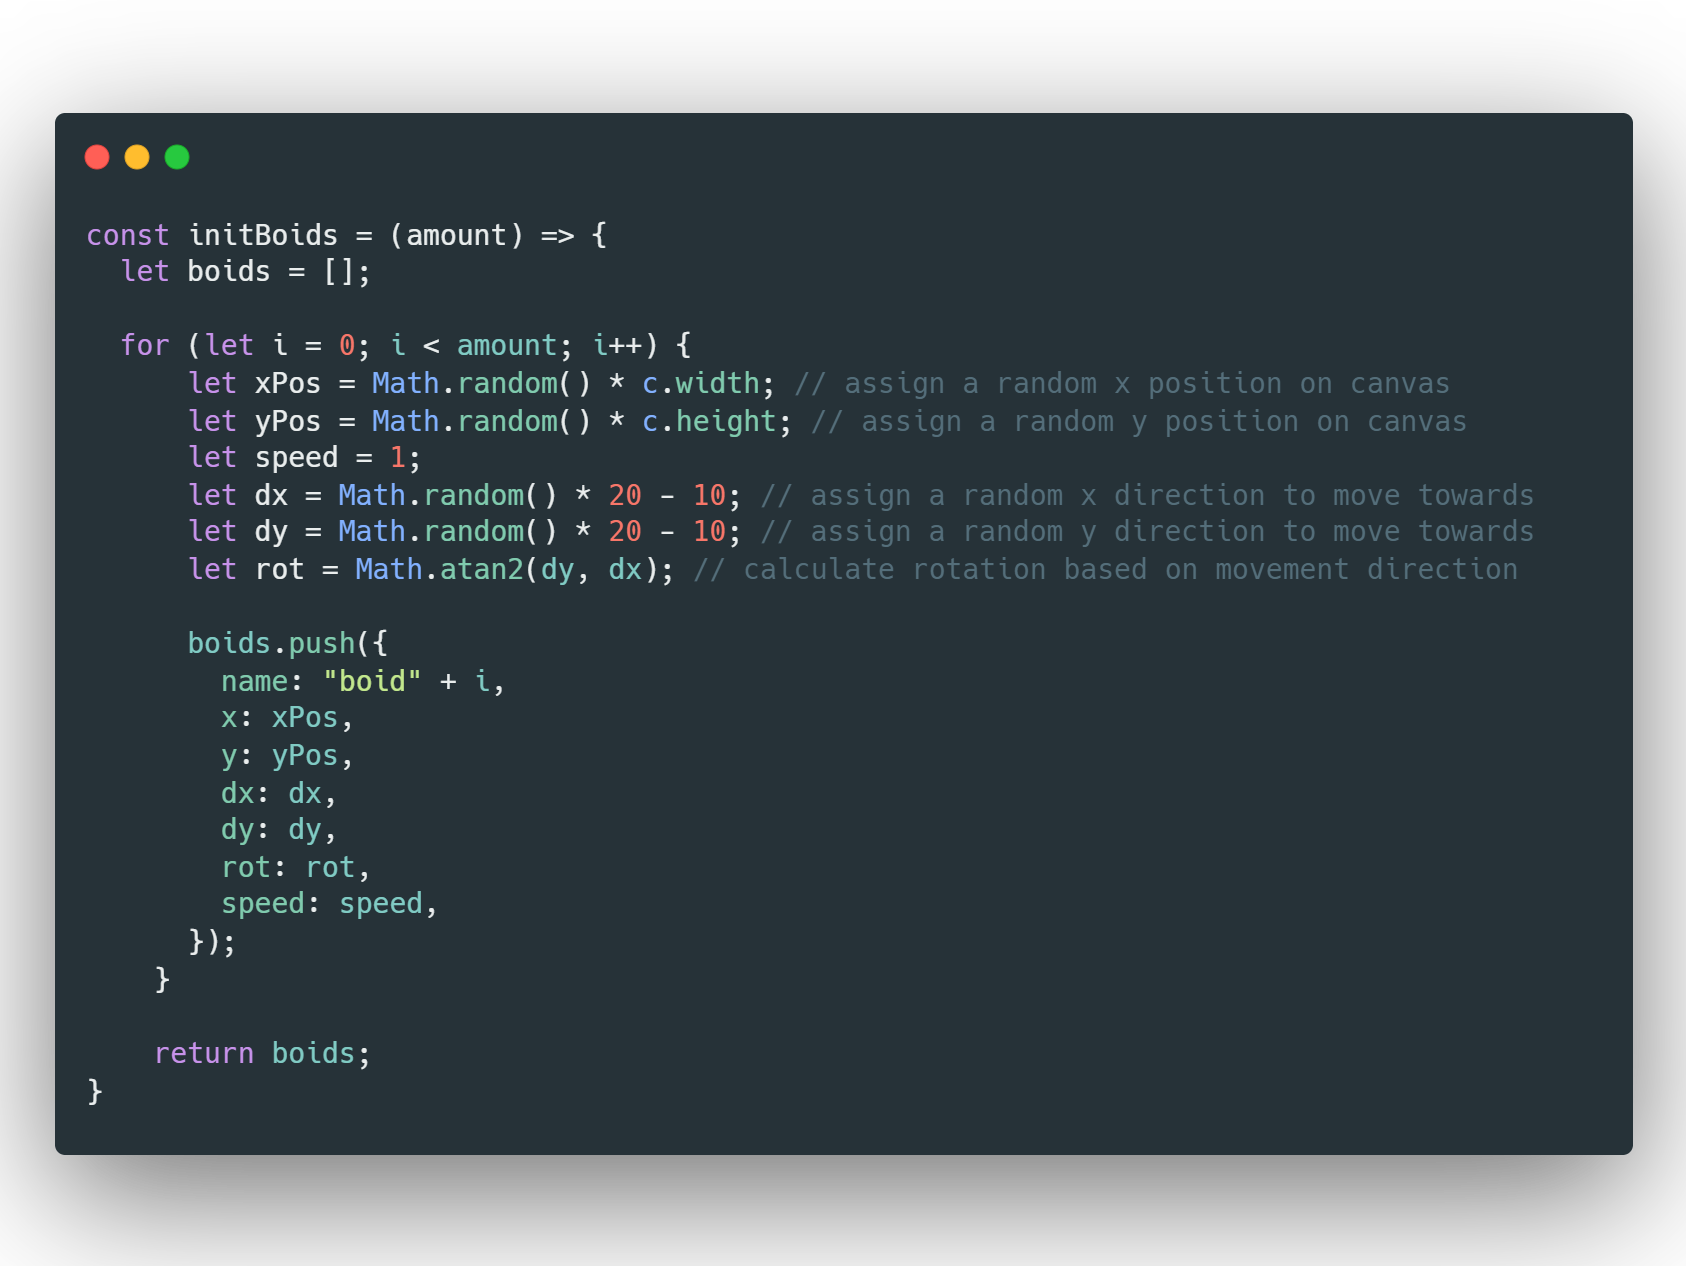 const initBoids = (amount) => {
  let boids = [];

  for (let i = 0; i < amount; i++) {
      let xPos = Math.random() * c.width; // assign a random x position on canvas
      let yPos = Math.random() * c.height; // assign a random y position on canvas
      let speed = 1;
      let dx = Math.random() * 20 - 10; // assign a random x direction to move towards
      let dy = Math.random() * 20 - 10; // assign a random y direction to move towards
      let rot = Math.atan2(dy, dx); // calculate rotation based on movement direction

      boids.push({
        name: "boid" + i,
        x: xPos,
        y: yPos,
        dx: dx,
        dy: dy,
        rot: rot,
        speed: speed,
      });
    }

    return boids;
}